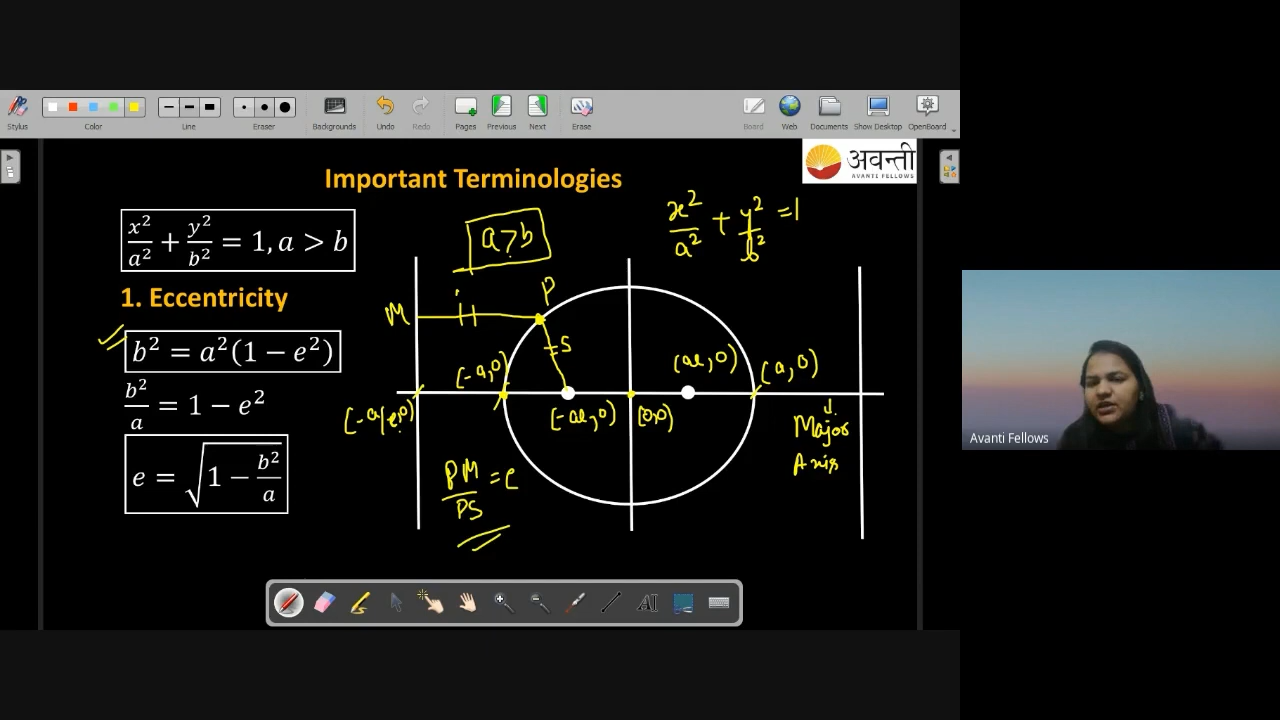 Stylus
Color
Line
Eraser
Backgrounds
Undo
Redo
Pages
Previous
Next
Erase
Board
Web
Documents
Show Desktop
OpenBoard
Important Terminologies
अवन्ती
AVANTI FELLOWS
x²/a² + y²/b² = 1, a > b
a > b
x²/a² + y²/b² = 1
1. Eccentricity
b² = a²(1 − e²)
b²/a = 1 − e²
e = √(1 − b²/a)
M
P
S
(-a,0)
(ae,0)
(a,0)
(-a/e,0)
(-ae,0)
(0,0)
Major
Axis
PM/PS = e
AI
Avanti Fellows